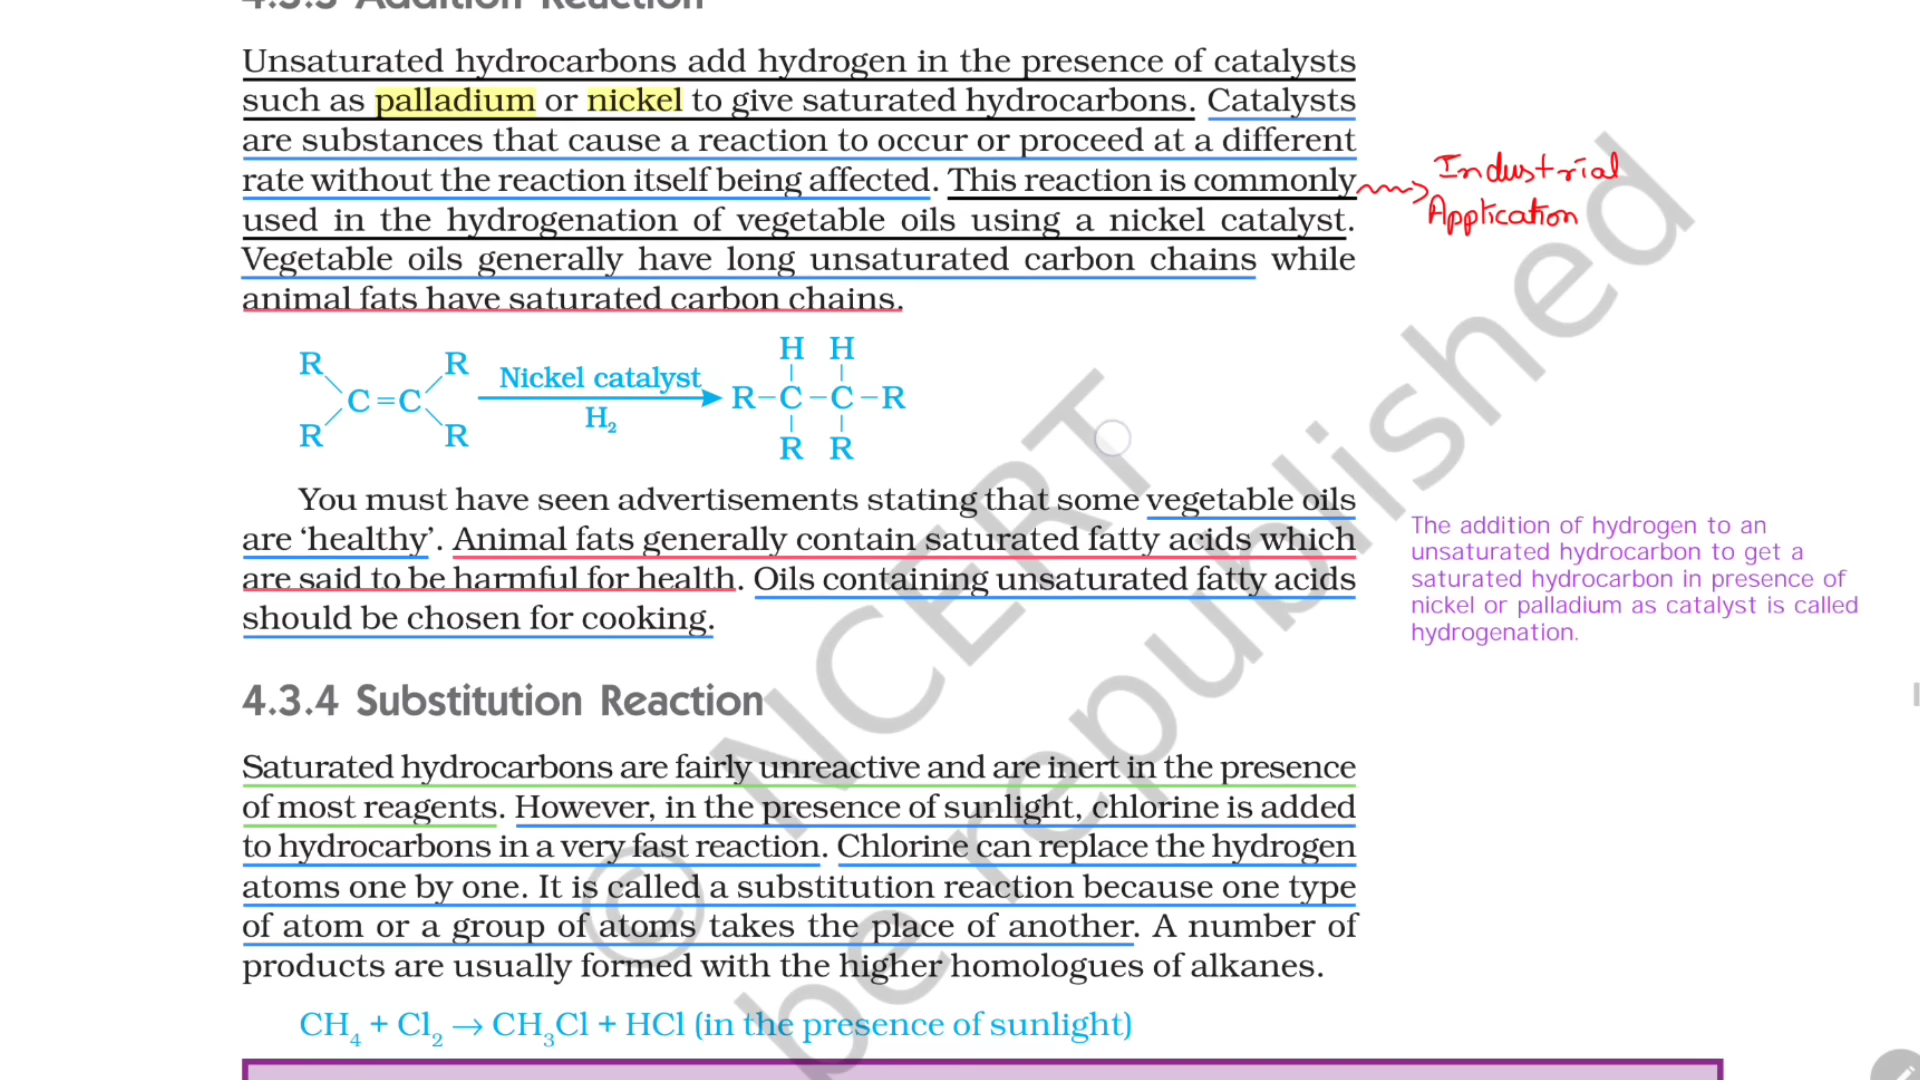 4.3.3 Addition Reaction
Unsaturated hydrocarbons add hydrogen in the presence of catalysts
such as palladium or nickel to give saturated hydrocarbons. Catalysts
are substances that cause a reaction to occur or proceed at a different
rate without the reaction itself being affected. This reaction is commonly
used in the hydrogenation of vegetable oils using a nickel catalyst.
Vegetable oils generally have long unsaturated carbon chains while
animal fats have saturated carbon chains.
Industrial
Application
R R
C=C
R R
Nickel catalyst
H₂
H H
R–C–C–R
R R
You must have seen advertisements stating that some vegetable oils
are ‘healthy’. Animal fats generally contain saturated fatty acids which
are said to be harmful for health. Oils containing unsaturated fatty acids
should be chosen for cooking.
The addition of hydrogen to an
unsaturated hydrocarbon to get a
saturated hydrocarbon in presence of
nickel or palladium as catalyst is called
hydrogenation.
4.3.4 Substitution Reaction
Saturated hydrocarbons are fairly unreactive and are inert in the presence
of most reagents. However, in the presence of sunlight, chlorine is added
to hydrocarbons in a very fast reaction. Chlorine can replace the hydrogen
atoms one by one. It is called a substitution reaction because one type
of atom or a group of atoms takes the place of another. A number of
products are usually formed with the higher homologues of alkanes.
CH₄ + Cl₂ → CH₃Cl + HCl (in the presence of sunlight)
© NCERT
be republished